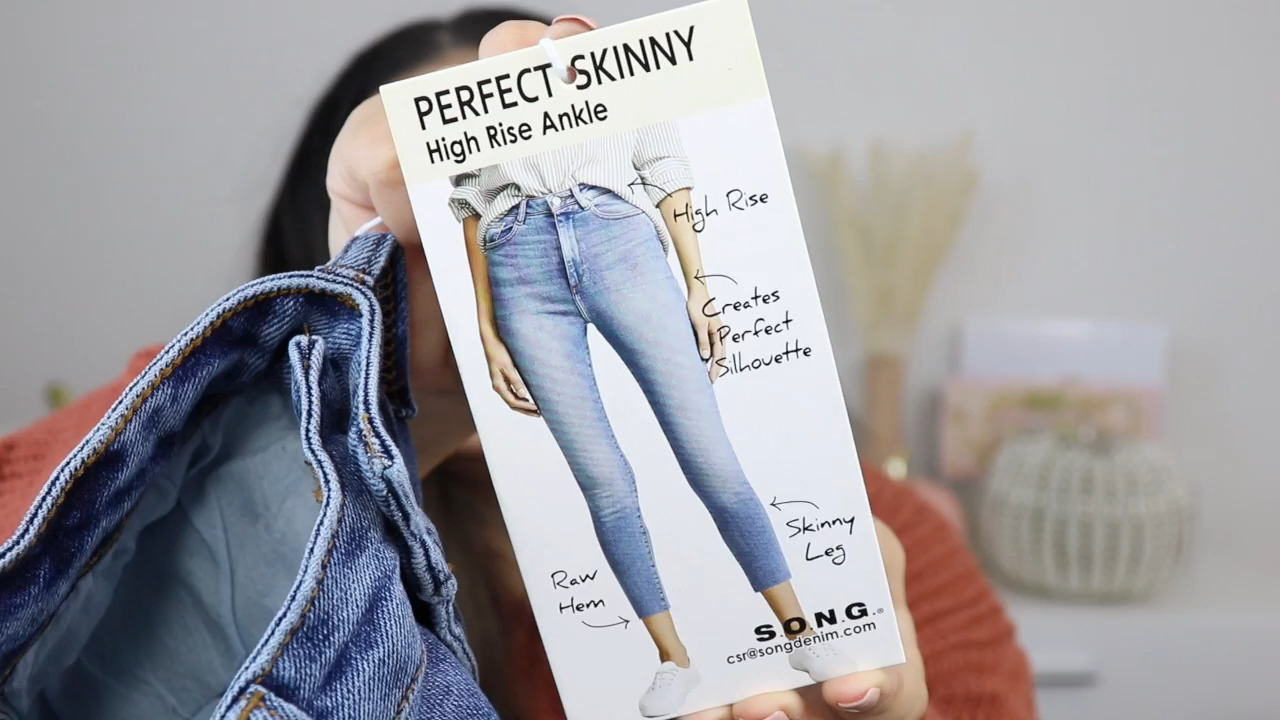 PERFECT SKINNY
High Rise Ankle
High Rise
Creates
Perfect
Silhouette
Skinny
Leg
Raw
Hem
S.O.N.G.®
csr@songdenim.com